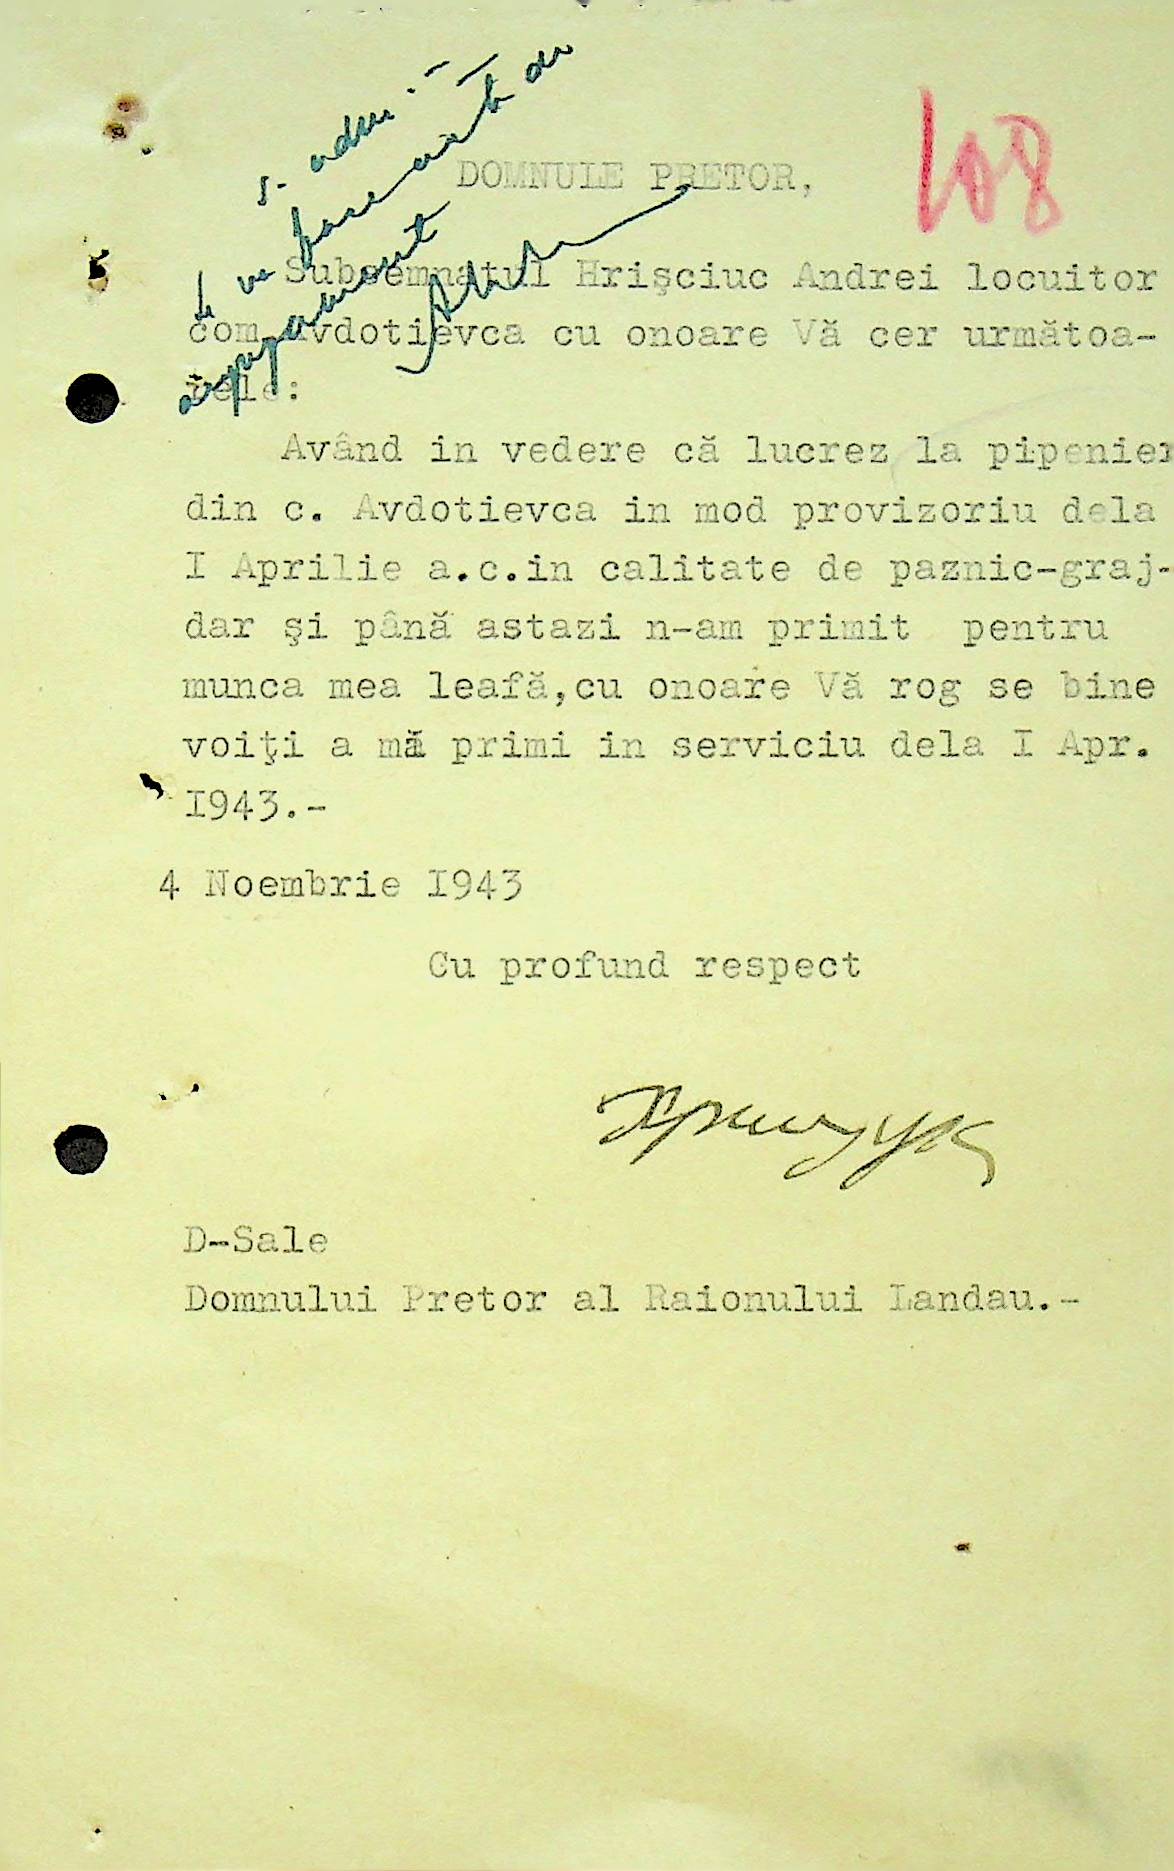 108
S. adm.-
DOMNULE PRETOR,
Subsemnatul Hrişciuc Andrei locuitor
com. Avdotievca cu onoare Vă cer următoa-
rele:
Având in vedere că lucrez la pipenier
din c. Avdotievca in mod provizoriu dela
I Aprilie a.c.in calitate de paznic-graj-
dar şi până astazi n-am primit pentru
munca mea leafă,cu onoare Vă rog se bine
voiţi a mă primi in serviciu dela I Apr.
I943.-
4 Noembrie I943
Cu profund respect
D-Sale
Domnului Pretor al Raionului Landau.-